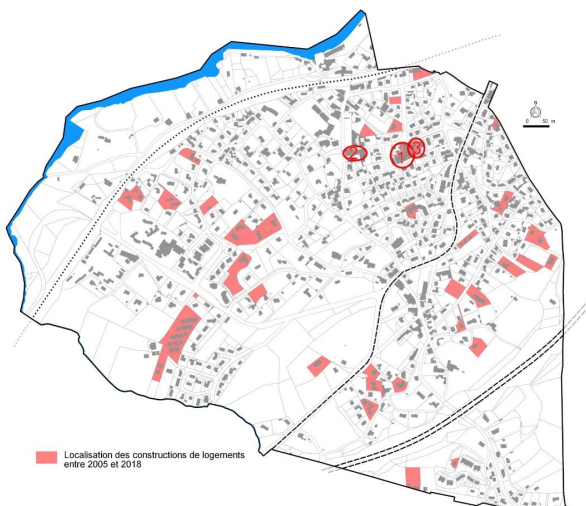 N
0 50 m
2
1
3
Localisation des constructions de logements
entre 2005 et 2018